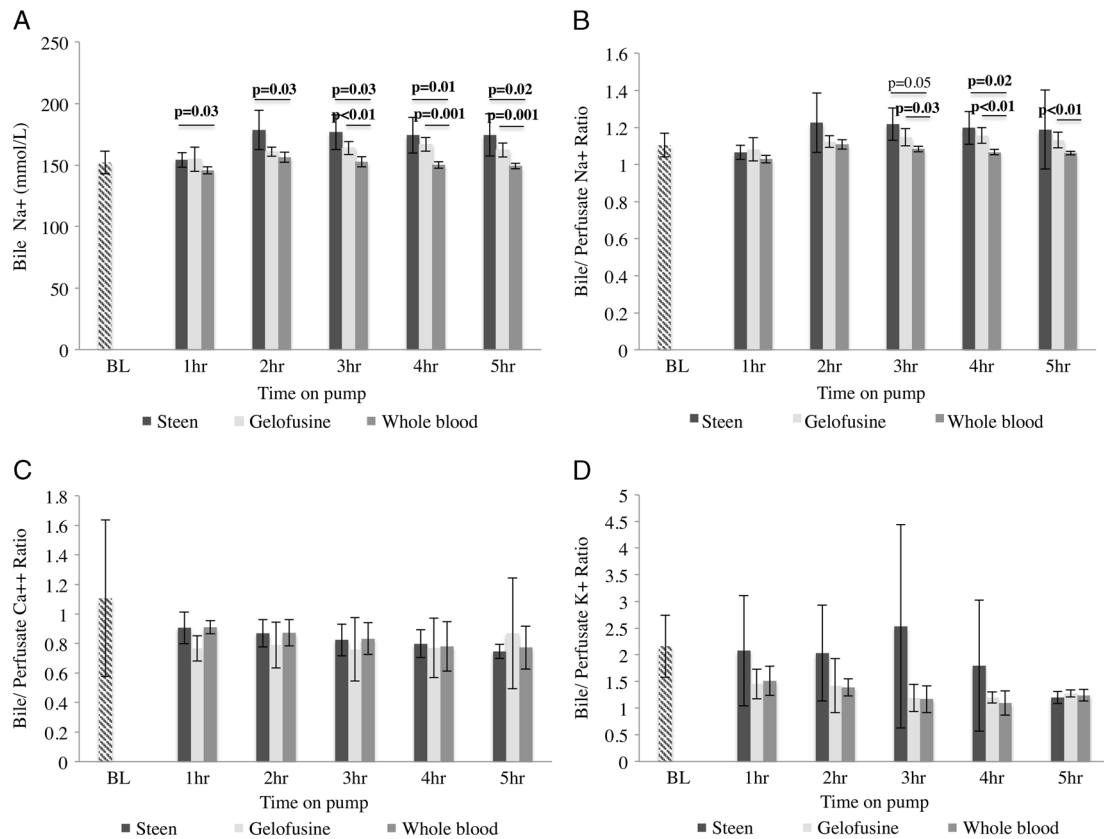 A
250
200
150
100
50
0
Bile Na+ (mmol/L)
p=0.03
p=0.03
p=0.03
p<0.01
p=0.01
p=0.001
p=0.02
p=0.001
BL 1hr 2hr 3hr 4hr 5hr
Time on pump
Steen Gelofusine Whole blood
B
1.6
1.4
1.2
1
0.8
0.6
0.4
0.2
0
Bile/ Perfusate Na+ Ratio
p=0.05
p=0.03
p=0.02
p<0.01
p<0.01
BL 1hr 2hr 3hr 4hr 5hr
Time on pump
Steen Gelofusine Whole blood
C
1.8
1.6
1.4
1.2
1
0.8
0.6
0.4
0.2
0
Bile/ Perfusate Ca++ Ratio
BL 1hr 2hr 3hr 4hr 5hr
Time on pump
Steen Gelofusine Whole blood
D
5
4.5
4
3.5
3
2.5
2
1.5
1
0.5
0
Bile/ Perfusate K+ Ratio
BL 1hr 2hr 3hr 4hr 5hr
Time on pump
Steen Gelofusine Whole blood